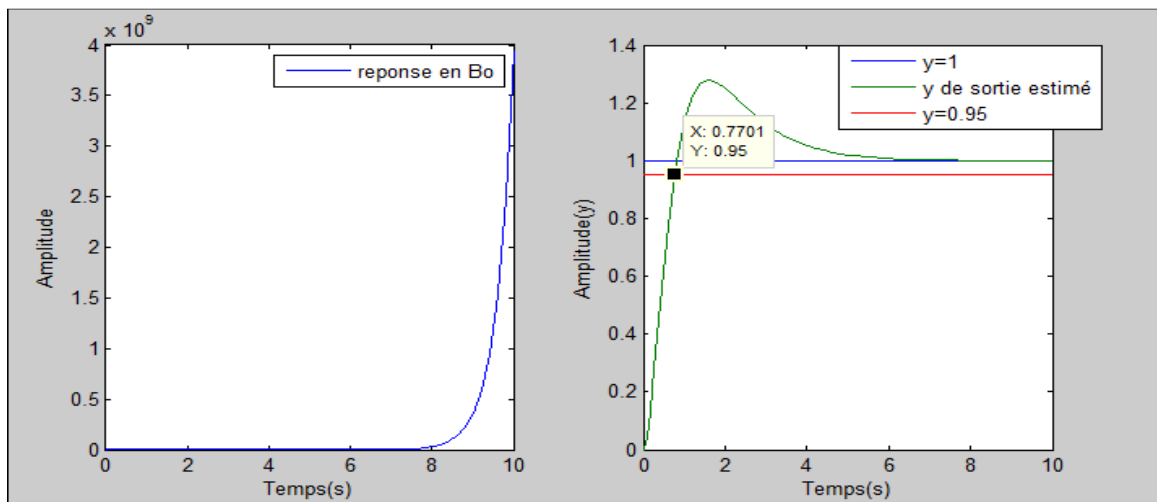 x 10^9
4
3.5
3
2.5
2
1.5
1
0.5
0
Amplitude
reponse en Bo
0 2 4 6 8 10
Temps(s)
1.4
1.2
1
0.8
0.6
0.4
0.2
0
Amplitude(y)
y=1
y de sortie estimé
y=0.95
X: 0.7701
Y: 0.95
0 2 4 6 8 10
Temps(s)